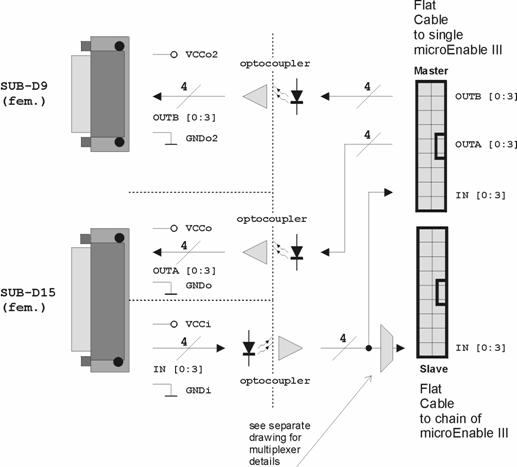 Flat
Cable
to single
microEnable III
Master
SUB-D9
(fem.)
VCCo2
optocoupler
4
4
OUTB [0:3]
OUTB [0:3]
GNDo2
4
OUTA [0:3]
IN [0:3]
VCCo
optocoupler
4
OUTA [0:3]
GNDo
SUB-D15
(fem.)
VCCi
4
4
IN [0:3]
IN [0:3]
optocoupler
GNDi
Slave
Flat
Cable
to chain of
microEnable III
see separate
drawing for
multiplexer
details